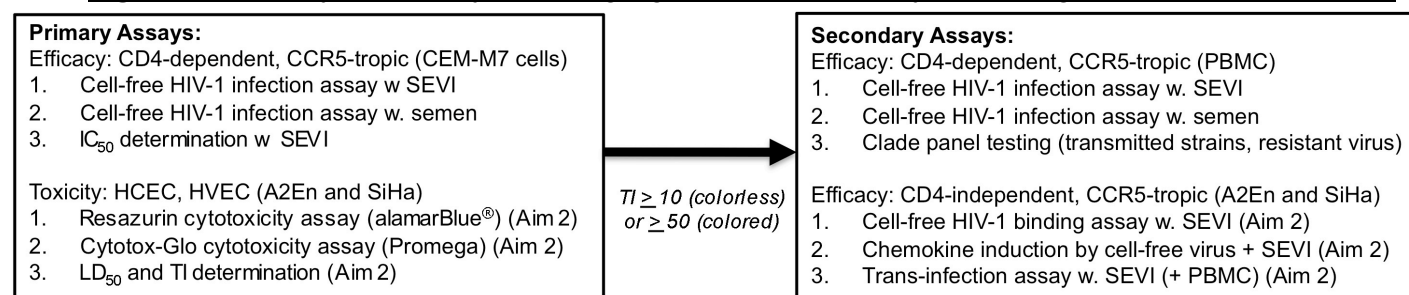 Primary Assays:
Efficacy: CD4-dependent, CCR5-tropic (CEM-M7 cells)
1. Cell-free HIV-1 infection assay w SEVI
2. Cell-free HIV-1 infection assay w. semen
3. IC50 determination w SEVI
Toxicity: HCEC, HVEC (A2En and SiHa)
1. Resazurin cytotoxicity assay (alamarBlue®) (Aim 2)
2. Cytotox-Glo cytotoxicity assay (Promega) (Aim 2)
3. LD50 and TI determination (Aim 2)
TI ≥ 10 (colorless)
or ≥ 50 (colored)
Secondary Assays:
Efficacy: CD4-dependent, CCR5-tropic (PBMC)
1. Cell-free HIV-1 infection assay w. SEVI
2. Cell-free HIV-1 infection assay w. semen
3. Clade panel testing (transmitted strains, resistant virus)
Efficacy: CD4-independent, CCR5-tropic (A2En and SiHa)
1. Cell-free HIV-1 binding assay w. SEVI (Aim 2)
2. Chemokine induction by cell-free virus + SEVI (Aim 2)
3. Trans-infection assay w. SEVI (+ PBMC) (Aim 2)